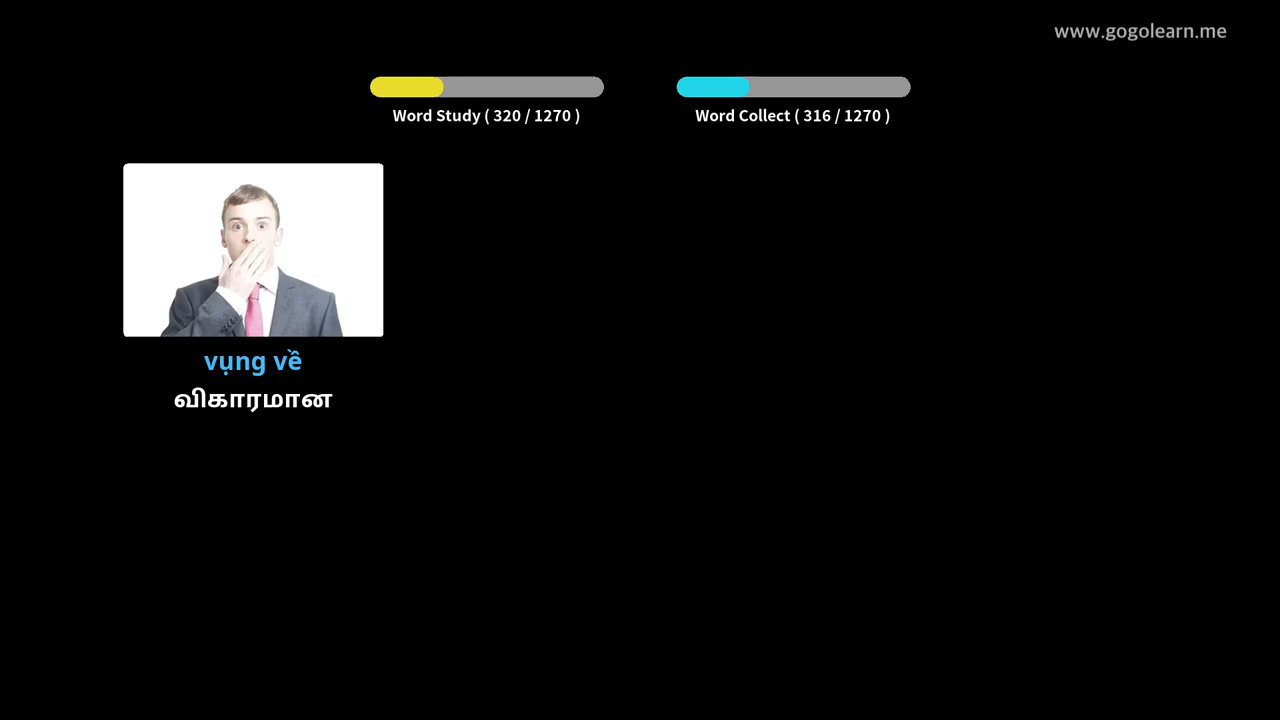 www.gogolearn.me
Word Study ( 320 / 1270 )
Word Collect ( 316 / 1270 )
vụng về
விகாரமான